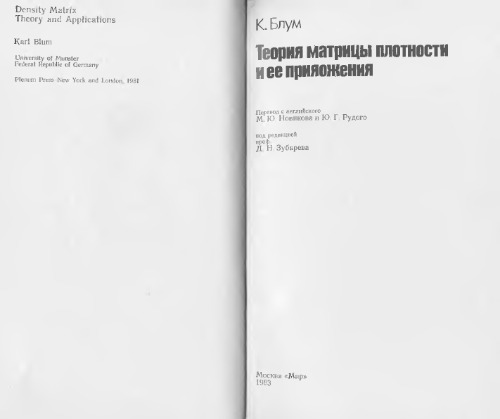 Density Matrix
Theory and Applications
Karl Blum
University of Munster
Federal Republic of Germany
Plenum Press·New York and London, 1981
К. Блум
Теория матрицы плотности
и ее приложения
Перевод с английского
М. Ю. Новикова и Ю. Г. Рудого
под редакцией
проф.
Д. Н. Зубарева
Москва «Мир»
1983